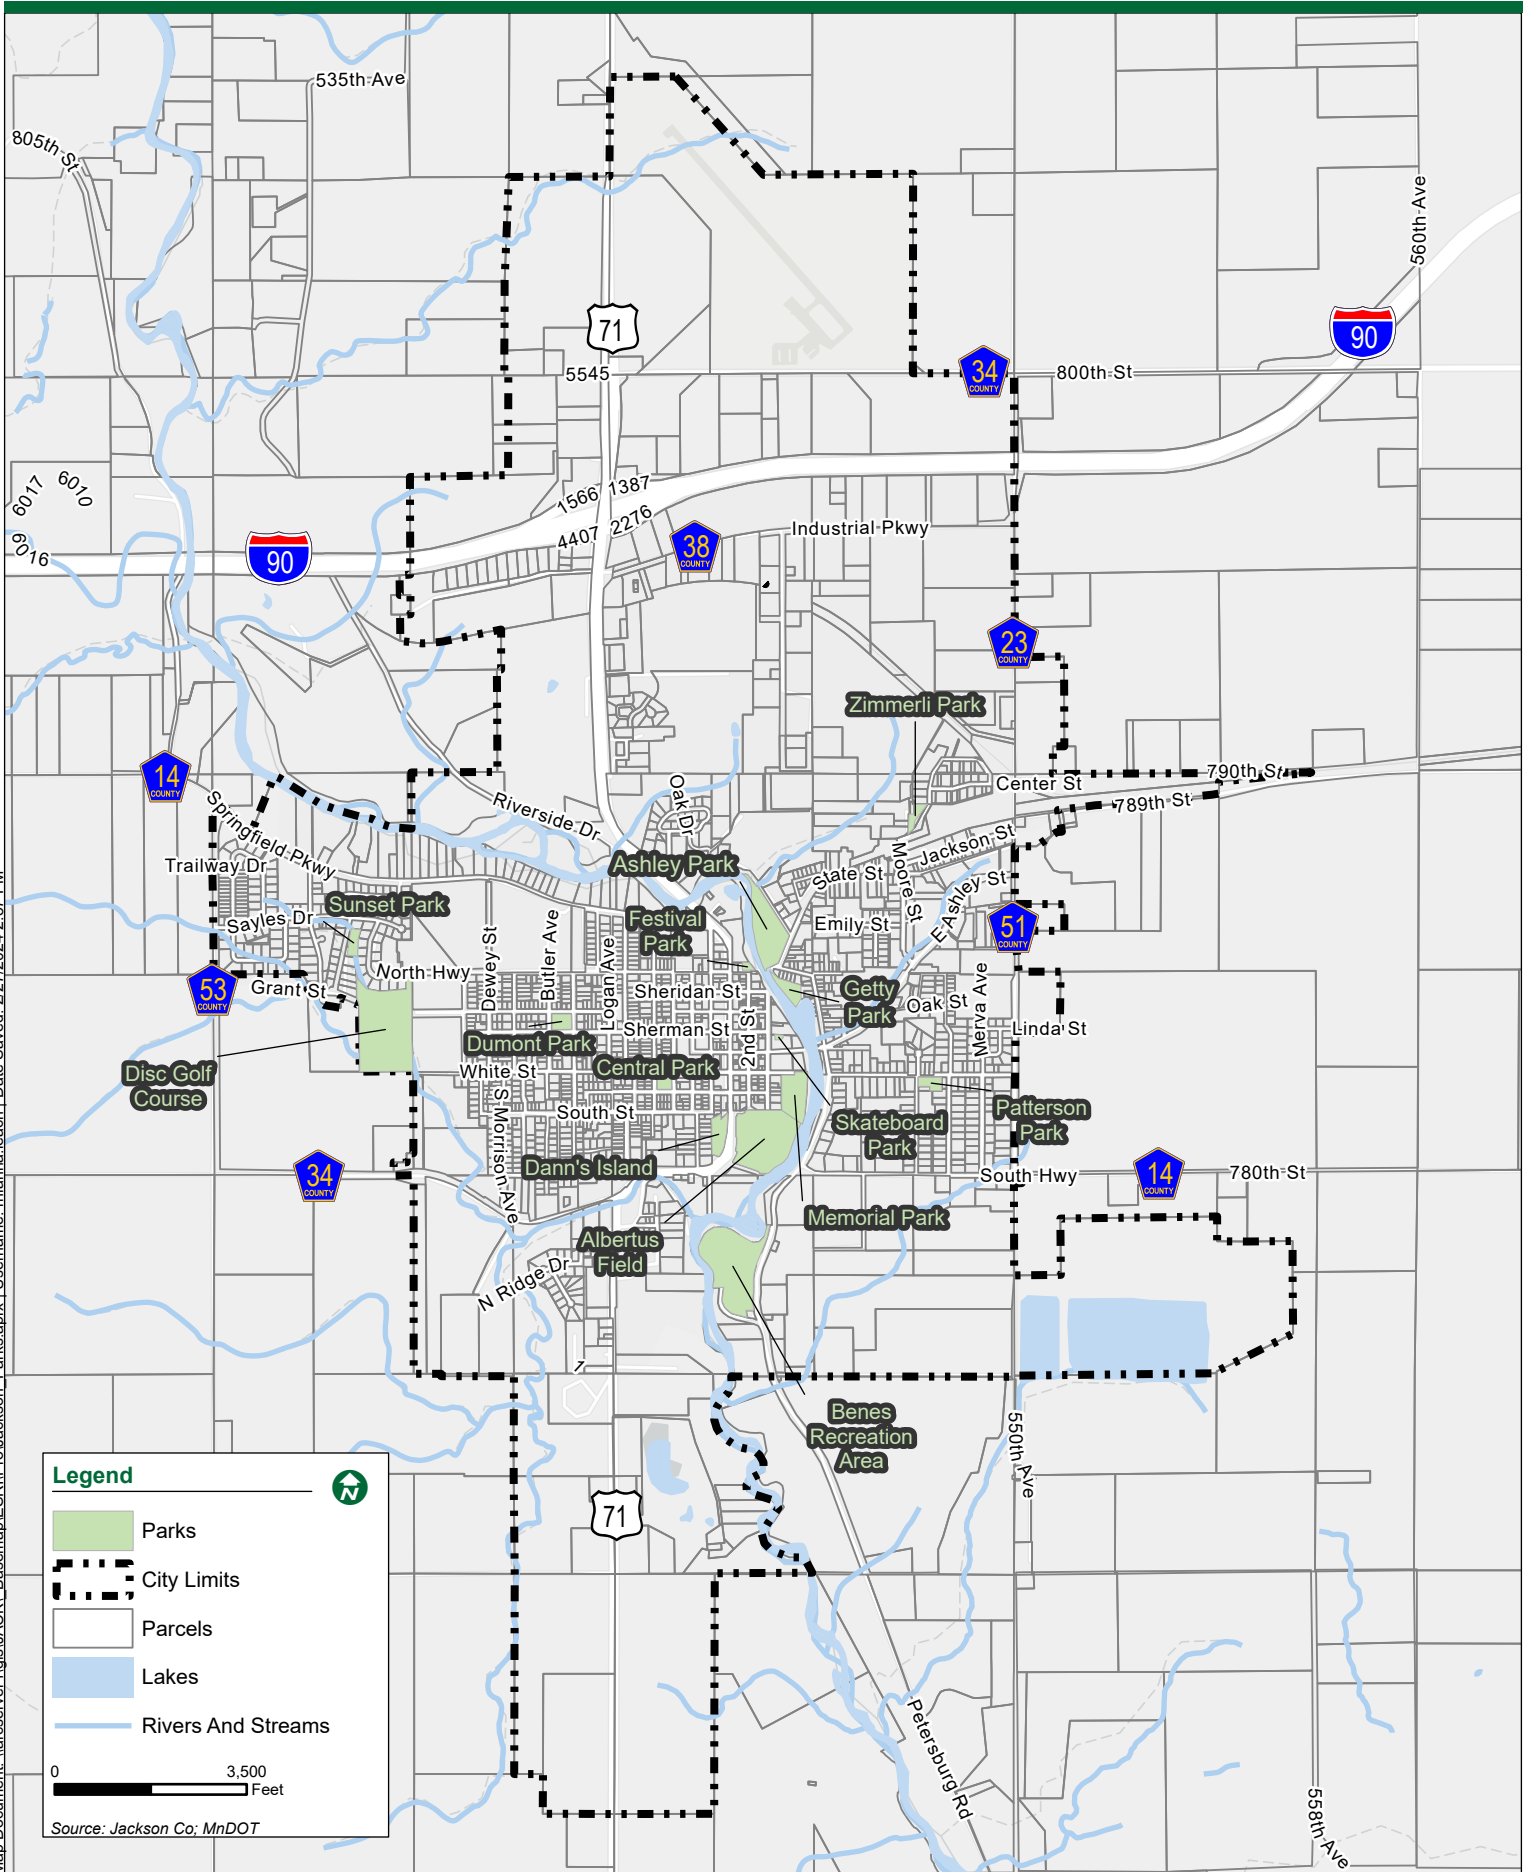 535th Ave
805th St
560th Ave
71
90
34
COUNTY
5545
800th St
6017
6010
6016
1566
1387
4407
2276
90
38
COUNTY
Industrial Pkwy
23
COUNTY
Zimmerli Park
14
COUNTY
Center St
790th St
789th St
Springfield Pkwy
Riverside Dr
Oak Dr
Trailway Dr
Ashley Park
State St
Moore St
Jackson St
E Ashley St
Sunset Park
Sayles Dr
Festival
Park
Emily St
51
COUNTY
Dewey St
Butler Ave
Logan Ave
North Hwy
53
COUNTY
Grant St
Sheridan St
Getty
Park
Oak St
Merva Ave
Linda St
Sherman St
2nd St
Dumont Park
Central Park
White St
Disc Golf
Course
S Morrison Ave
South St
Skateboard
Park
Patterson
Park
Dann's Island
34
COUNTY
South Hwy
14
COUNTY
780th St
Memorial Park
Albertus
Field
N Ridge Dr
1
Benes
Recreation
Area
550th Ave
71
Petersburg Rd
558th Ave
Legend
N
Parks
City Limits
Parcels
Lakes
Rivers And Streams
0
3,500
Feet
Source: Jackson Co; MnDOT